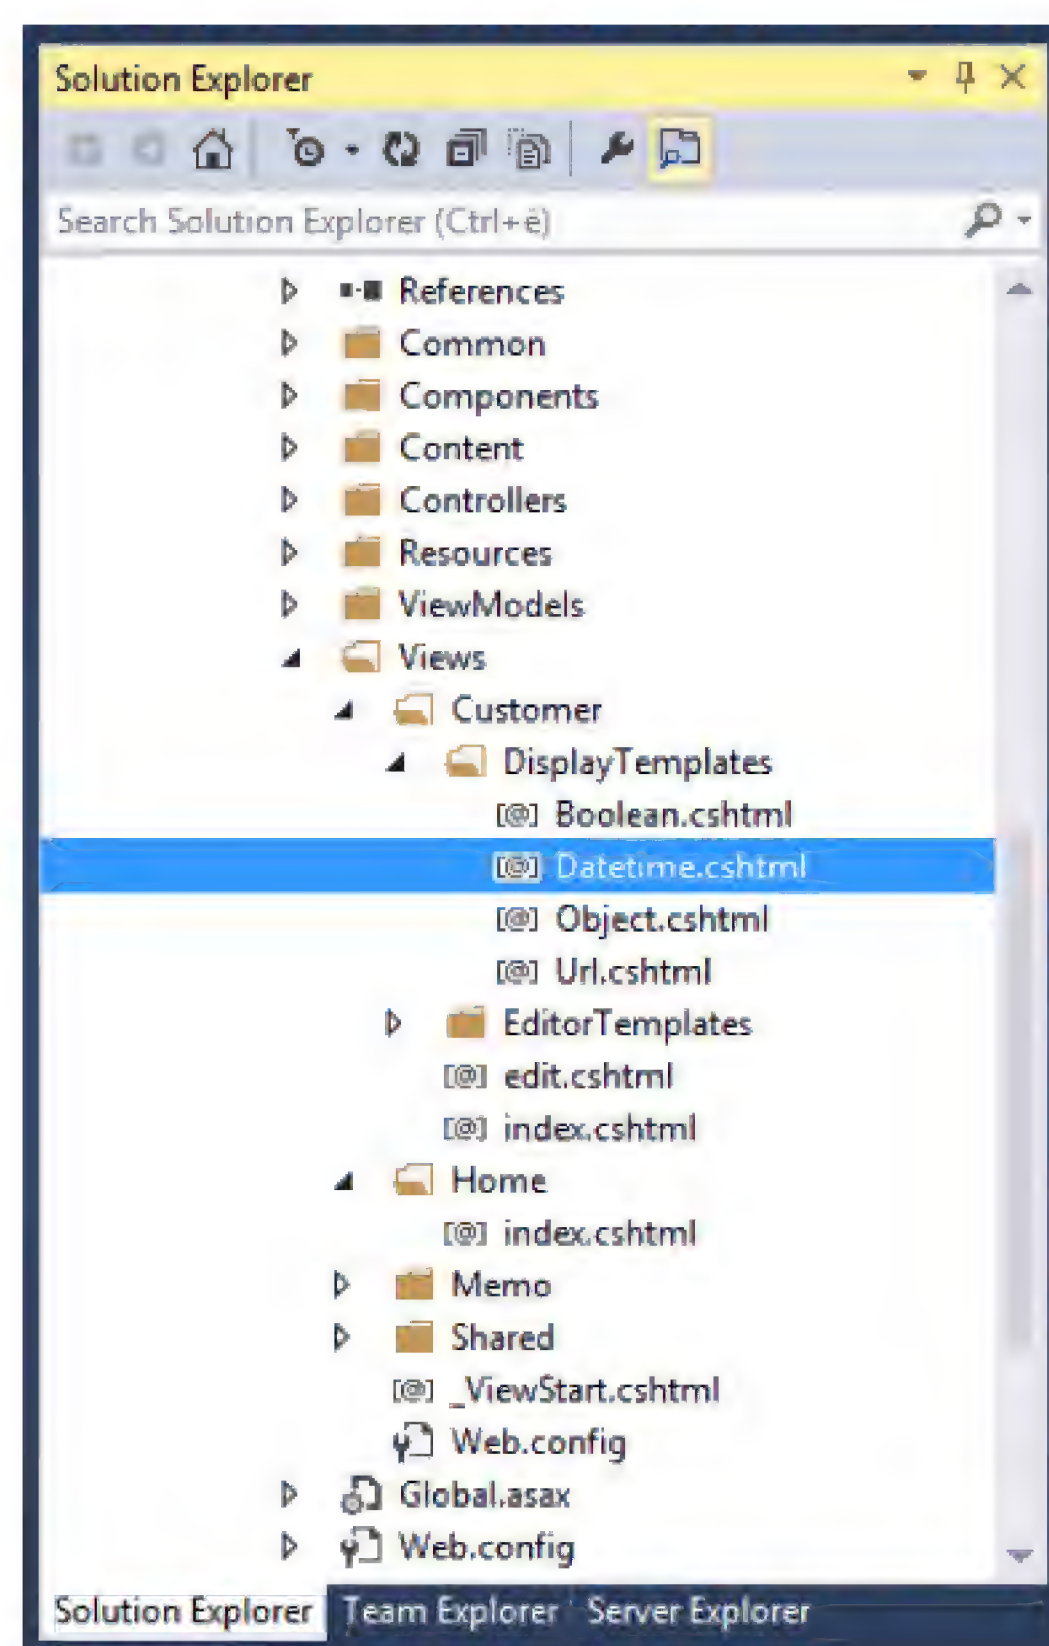 Solution Explorer
Search Solution Explorer (Ctrl+è)
References
Common
Components
Content
Controllers
Resources
ViewModels
Views
Customer
DisplayTemplates
[@] Boolean.cshtml
[@] Datetime.cshtml
[@] Object.cshtml
[@] Url.cshtml
EditorTemplates
[@] edit.cshtml
[@] index.cshtml
Home
[@] index.cshtml
Memo
Shared
[@] _ViewStart.cshtml
Web.config
Global.asax
Web.config
Solution Explorer Team Explorer Server Explorer